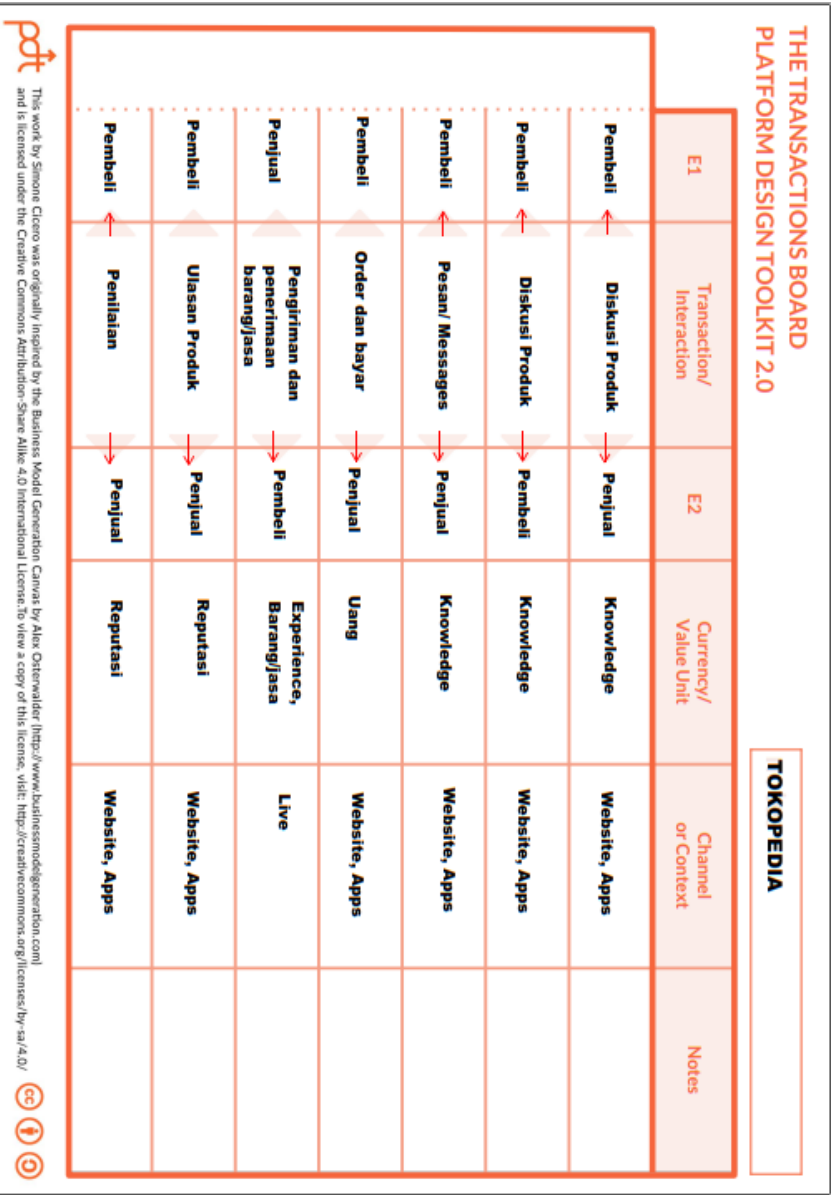 THE TRANSACTIONS BOARD
PLATFORM DESIGN TOOLKIT 2.0
TOKOPEDIA
E1
Transaction/
Interaction
E2
Currency/
Value Unit
Channel
or Context
Notes
Pembeli
Diskusi Produk
Penjual
Knowledge
Website, Apps
Pembeli
Diskusi Produk
Pembeli
Knowledge
Website, Apps
Pembeli
Pesan/ Messages
Penjual
Knowledge
Website, Apps
Pembeli
Order dan bayar
Penjual
Uang
Website, Apps
Penjual
Pengiriman dan
penerimaan
barang/jasa
Pembeli
Experience,
Barang/jasa
Live
Pembeli
Ulasan Produk
Penjual
Reputasi
Website, Apps
Pembeli
Penilaian
Penjual
Reputasi
Website, Apps
pdt
This work by Simone Cicero was originally inspired by the Business Model Generation Canvas by Alex Osterwalder (http://www.businessmodelgeneration.com)
and is licensed under the Creative Commons Attribution-Share Alike 4.0 International License.To view a copy of this license, visit: http://creativecommons.org/licenses/by-sa/4.0/
cc